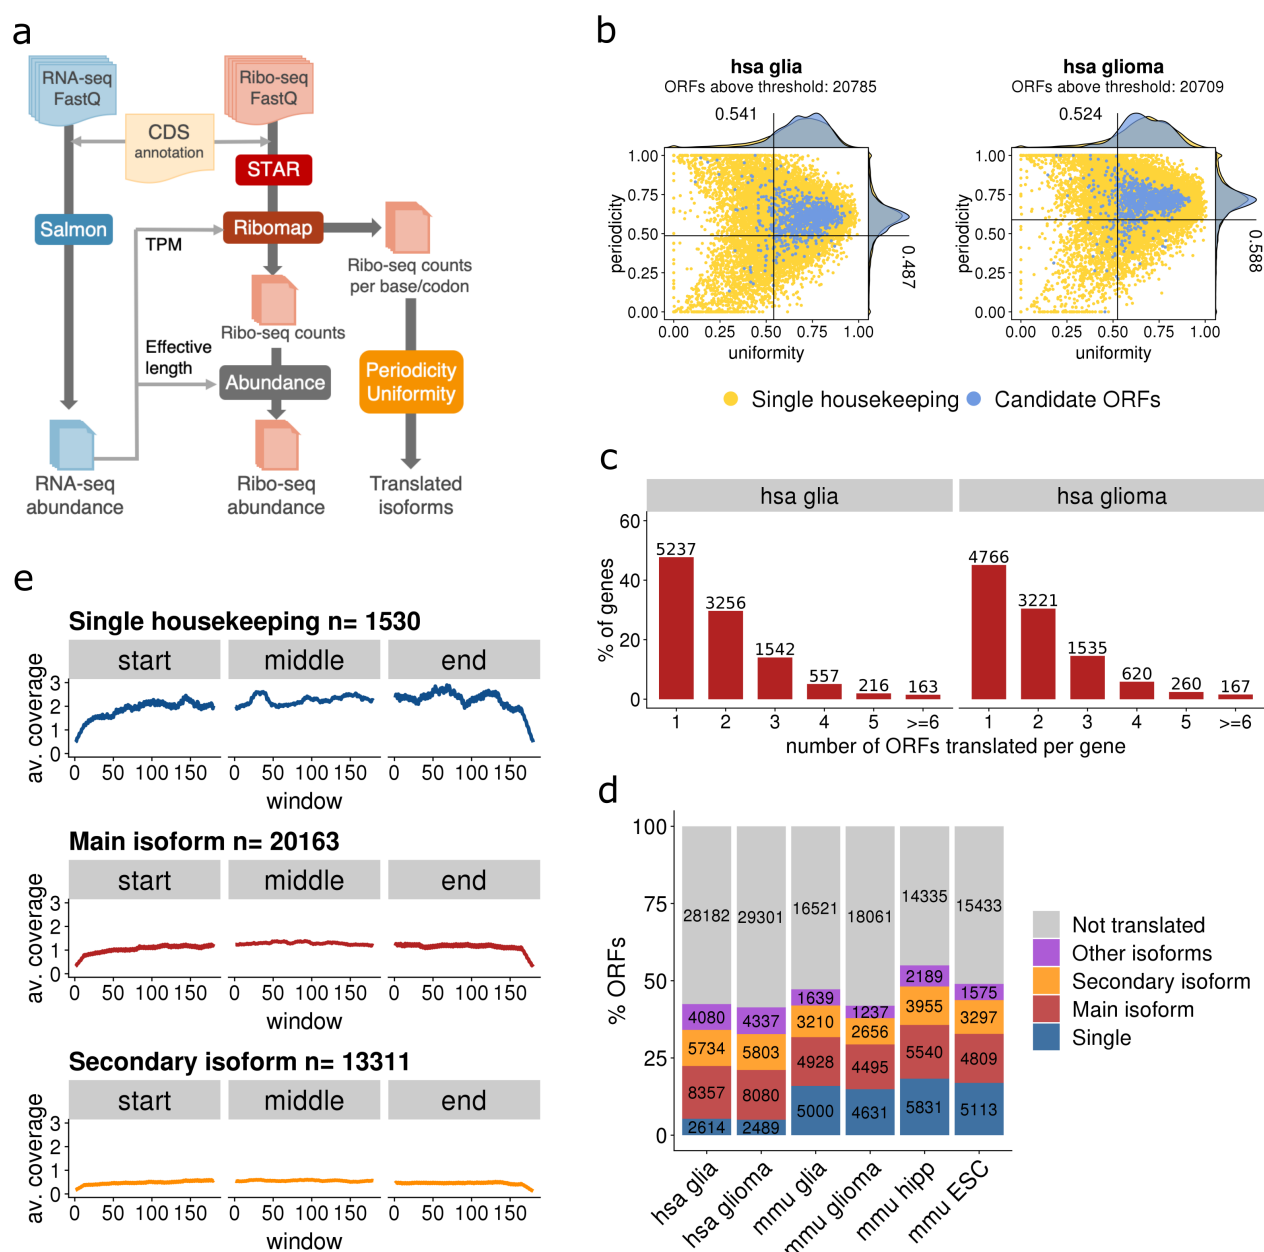 a
RNA-seq
FastQ
Ribo-seq
FastQ
CDS
annotation
STAR
Salmon
TPM
Ribomap
Ribo-seq counts
per base/codon
Ribo-seq counts
Effective
length
Abundance
Periodicity
Uniformity
RNA-seq
abundance
Ribo-seq
abundance
Translated
isoforms
b
hsa glia
ORFs above threshold: 20785
0.541
1.00
0.75
0.50
0.25
0.00
periodicity
0.487
0.00 0.25 0.50 0.75 1.00
uniformity
hsa glioma
ORFs above threshold: 20709
0.524
1.00
0.75
0.50
0.25
0.00
periodicity
0.588
0.00 0.25 0.50 0.75 1.00
uniformity
Single housekeeping Candidate ORFs
c
hsa glia hsa glioma
% of genes
60
40
20
0
5237 3256 1542 557 216 163
4766 3221 1535 620 260 167
1 2 3 4 5 >=6 1 2 3 4 5 >=6
number of ORFs translated per gene
d
% ORFs
100
75
50
25
0
28182 29301 16521 18061 14335 15433
4080 4337 1639 1237 2189 1575
5734 5803 3210 2656 3955 3297
8357 8080 4928 4495 5540 4809
2614 2489 5000 4631 5831 5113
hsa glia
hsa glioma
mmu glia
mmu glioma
mmu hipp
mmu ESC
Not translated
Other isoforms
Secondary isoform
Main isoform
Single
e
Single housekeeping n= 1530
start middle end
av. coverage
3
2
1
0
0 50 100 150 0 50 100 150 0 50 100 150
window
Main isoform n= 20163
start middle end
av. coverage
3
2
1
0
0 50 100 150 0 50 100 150 0 50 100 150
window
Secondary isoform n= 13311
start middle end
av. coverage
3
2
1
0
0 50 100 150 0 50 100 150 0 50 100 150
window